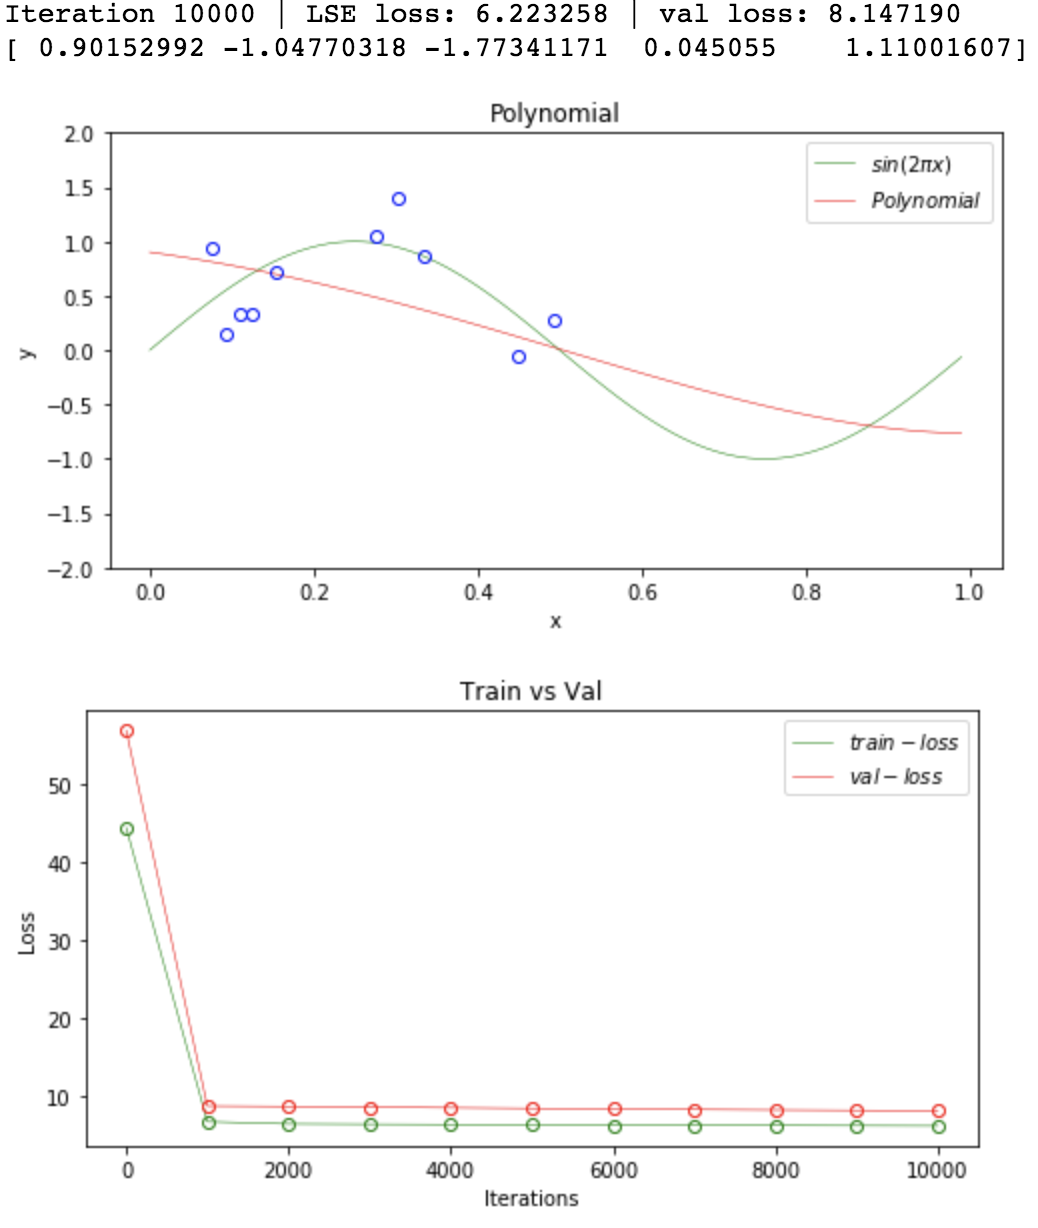 Iteration 10000 | LSE loss: 6.223258 | val loss: 8.147190
[ 0.90152992 -1.04770318 -1.77341171  0.045055    1.11001607]
Polynomial
2.0
1.5
1.0
0.5
0.0
−0.5
−1.0
−1.5
−2.0
y
sin(2πx)
Polynomial
0.0 0.2 0.4 0.6 0.8 1.0
x
Train vs Val
50
40
30
20
10
Loss
train − loss
val − loss
0 2000 4000 6000 8000 10000
Iterations